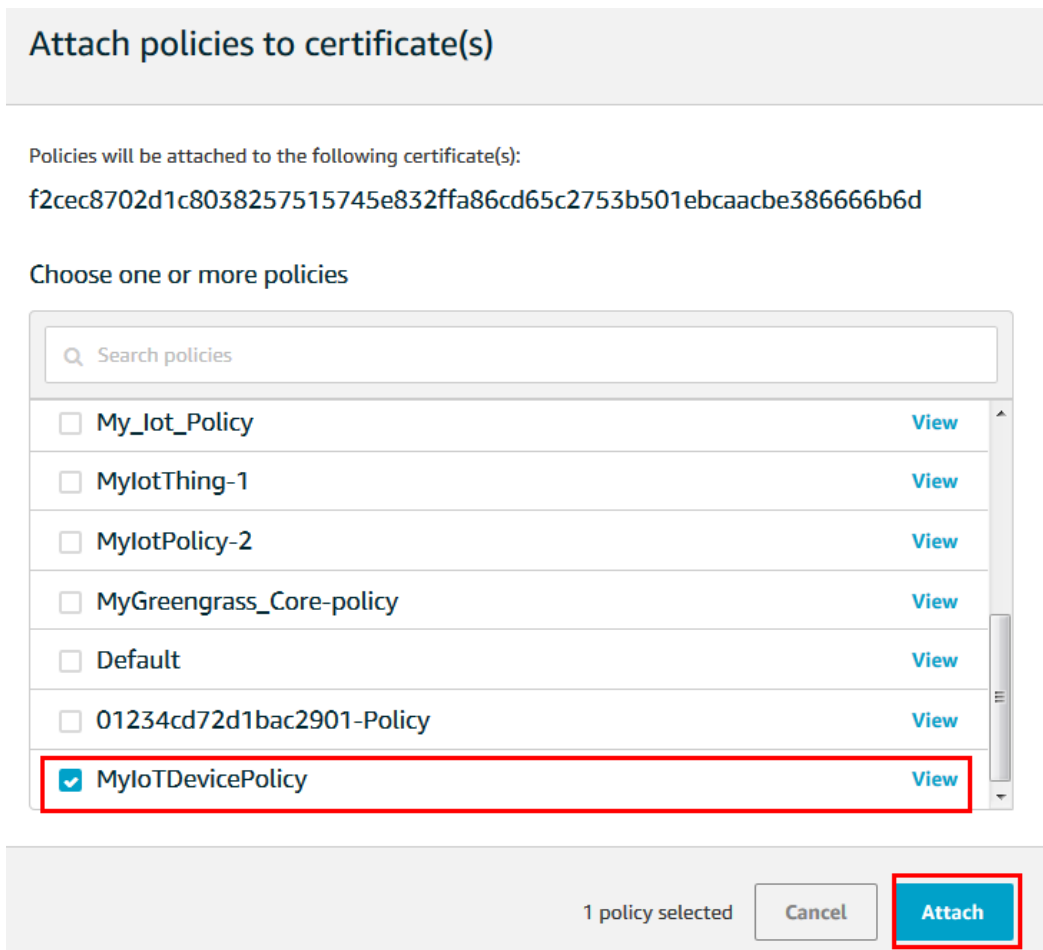 Attach policies to certificate(s)
Policies will be attached to the following certificate(s):
f2cec8702d1c8038257515745e832ffa86cd65c2753b501ebcaacbe386666b6d
Choose one or more policies
Search policies
My_Iot_Policy View
MyIotThing-1 View
MyIotPolicy-2 View
MyGreengrass_Core-policy View
Default View
01234cd72d1bac2901-Policy View
MyIoTDevicePolicy View
1 policy selected Cancel Attach